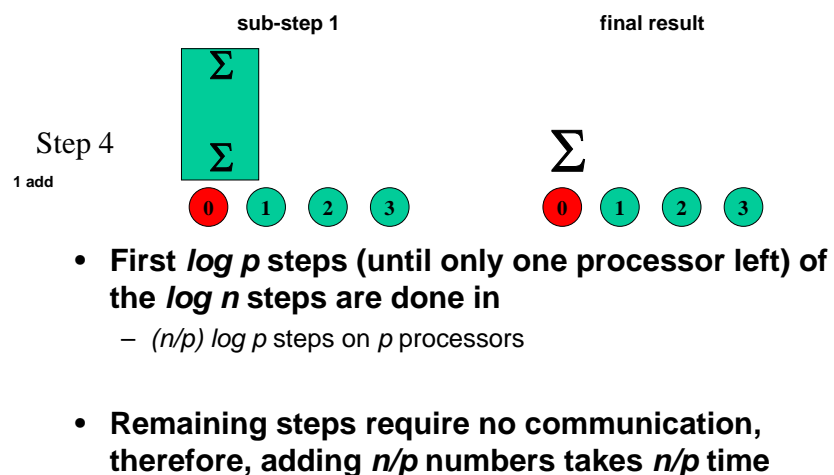 sub-step 1 final result
Σ
Step 4 Σ Σ
1 add
0 1 2 3 0 1 2 3
• First log p steps (until only one processor left) of
the log n steps are done in
– (n/p) log p steps on p processors
• Remaining steps require no communication,
therefore, adding n/p numbers takes n/p time